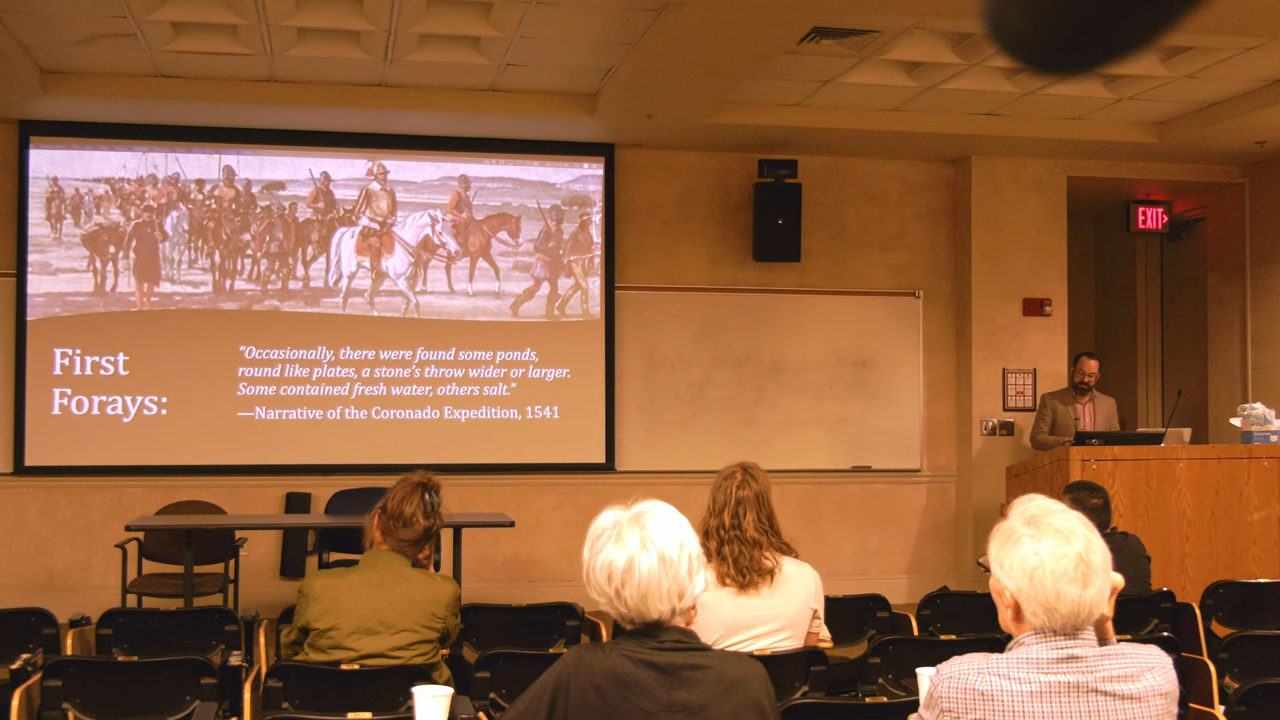 First
Forays:
“Occasionally, there were found some ponds,
round like plates, a stone’s throw wider or larger.
Some contained fresh water, others salt.”
—Narrative of the Coronado Expedition, 1541
EXIT